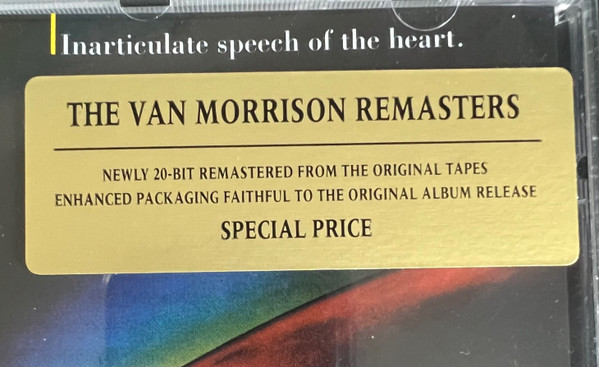 Inarticulate speech of the heart.
THE VAN MORRISON REMASTERS
NEWLY 20-BIT REMASTERED FROM THE ORIGINAL TAPES
ENHANCED PACKAGING FAITHFUL TO THE ORIGINAL ALBUM RELEASE
SPECIAL PRICE